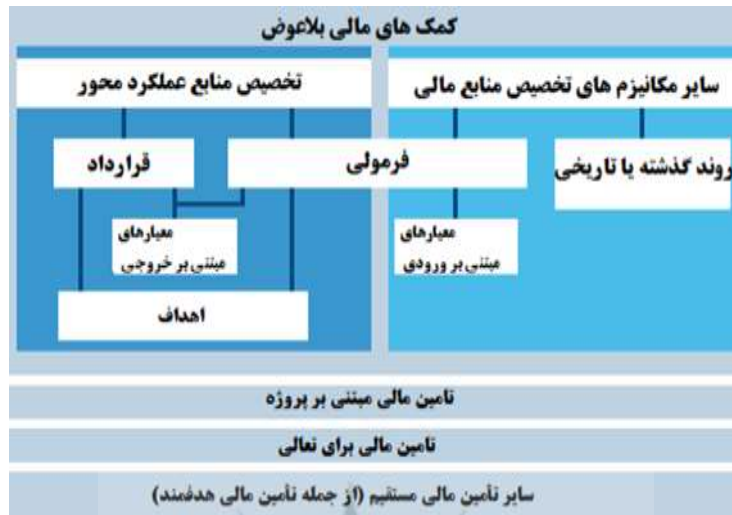 کمک های مالی بلاعوض
سایر مکانیزم های تخصیص منابع مالی
تخصیص منابع عملکرد محور
روند گذشته یا تاریخی
فرمولی
قرارداد
معیارهای
مبتنی بر ورودی
معیارهای
مبتنی بر خروجی
اهداف
تامین مالی مبتنی بر پروژه
تامین مالی برای تعالی
سایر تأمین مالی مستقیم (از جمله تأمین مالی هدفمند)